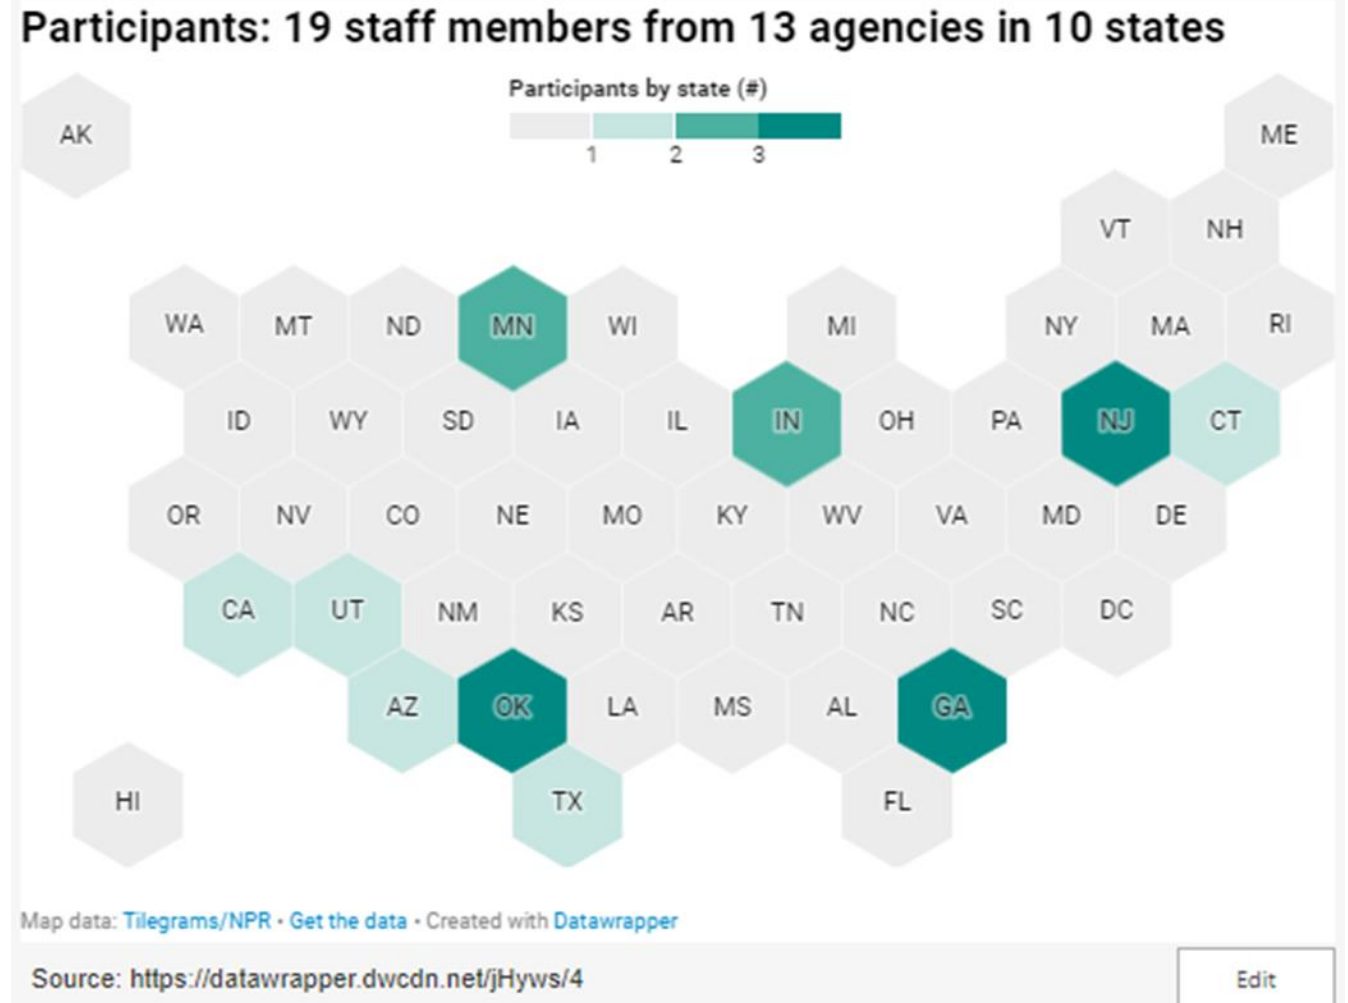 Participants: 19 staff members from 13 agencies in 10 states
Participants by state (#)
1 2 3
AK ME
VT NH
WA MT ND MN WI MI NY MA RI
ID WY SD IA IL IN OH PA NJ CT
OR NV CO NE MO KY WV VA MD DE
CA UT NM KS AR TN NC SC DC
AZ OK LA MS AL GA
HI TX FL
Map data: Tilegrams/NPR • Get the data • Created with Datawrapper
Source: https://datawrapper.dwcdn.net/jHyws/4
Edit